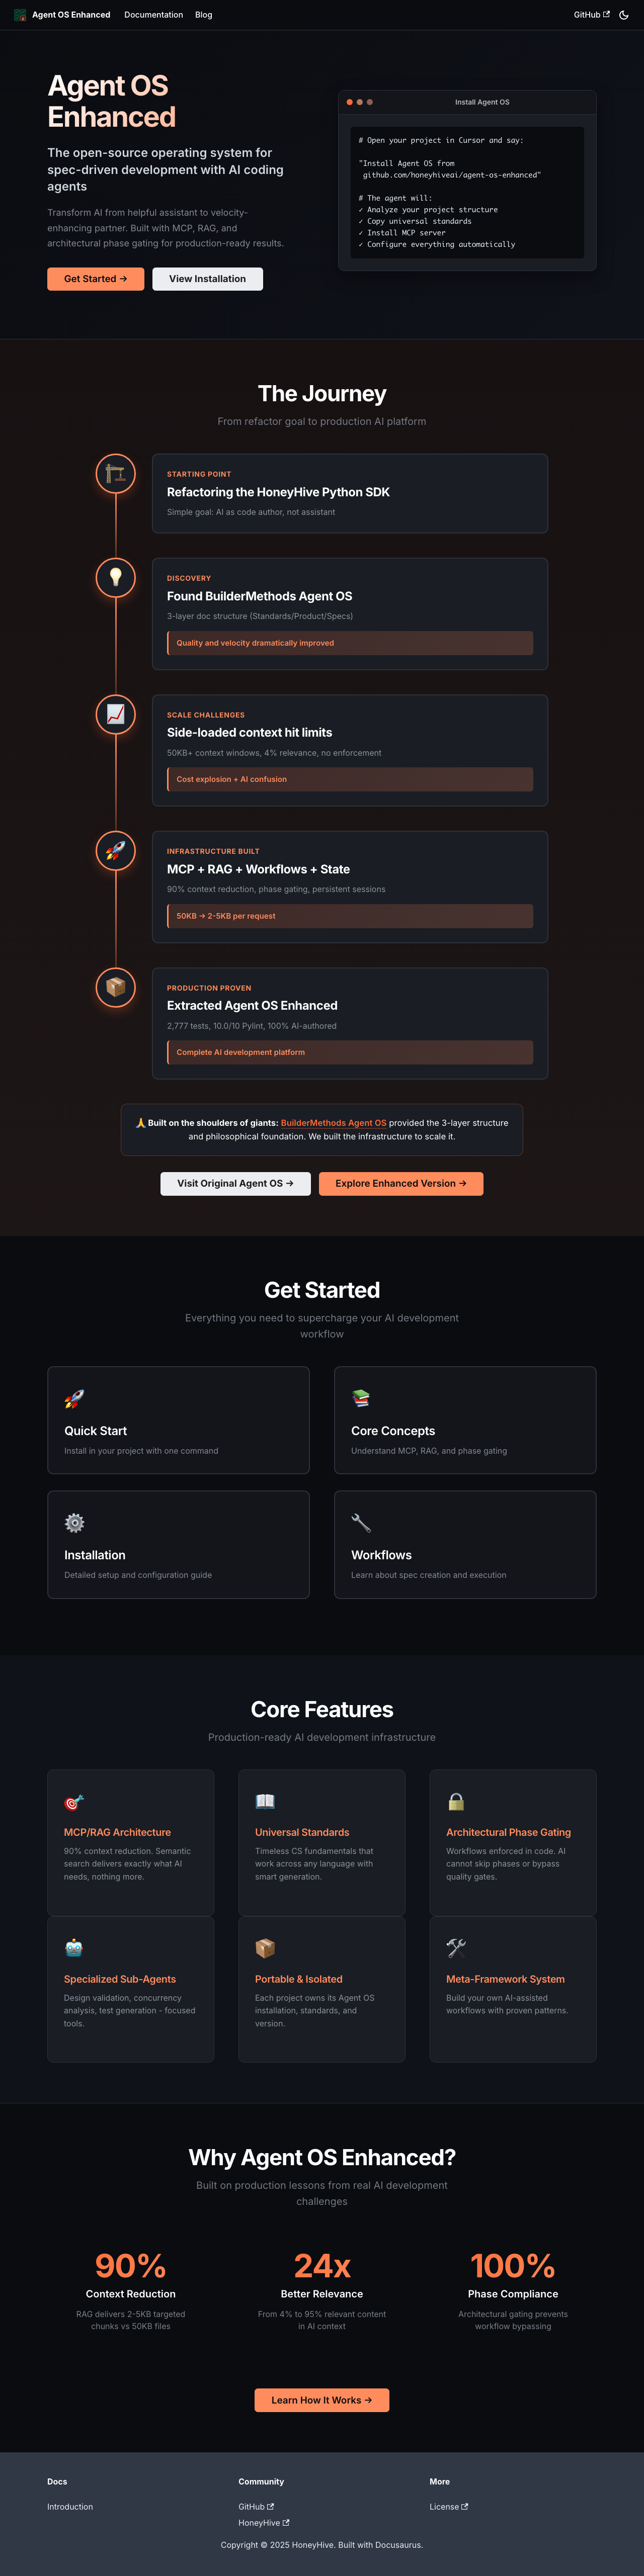 Agent OS Enhanced
Documentation
Blog
GitHub
Agent OS
Enhanced
The open-source operating system for
spec-driven development with AI coding
agents
Transform AI from helpful assistant to velocity-
enhancing partner. Built with MCP, RAG, and
architectural phase gating for production-ready results.
Get Started →
View Installation
Install Agent OS
# Open your project in Cursor and say:
"Install Agent OS from
github.com/honeyhiveai/agent-os-enhanced"
# The agent will:
✓ Analyze your project structure
✓ Copy universal standards
✓ Install MCP server
✓ Configure everything automatically
The Journey
From refactor goal to production AI platform
STARTING POINT
Refactoring the HoneyHive Python SDK
Simple goal: AI as code author, not assistant
DISCOVERY
Found BuilderMethods Agent OS
3-layer doc structure (Standards/Product/Specs)
Quality and velocity dramatically improved
SCALE CHALLENGES
Side-loaded context hit limits
50KB+ context windows, 4% relevance, no enforcement
Cost explosion + AI confusion
INFRASTRUCTURE BUILT
MCP + RAG + Workflows + State
90% context reduction, phase gating, persistent sessions
50KB → 2-5KB per request
PRODUCTION PROVEN
Extracted Agent OS Enhanced
2,777 tests, 10.0/10 Pylint, 100% AI-authored
Complete AI development platform
🙏 Built on the shoulders of giants: BuilderMethods Agent OS provided the 3-layer structure
and philosophical foundation. We built the infrastructure to scale it.
Visit Original Agent OS →
Explore Enhanced Version →
Get Started
Everything you need to supercharge your AI development
workflow
Quick Start
Install in your project with one command
Core Concepts
Understand MCP, RAG, and phase gating
Installation
Detailed setup and configuration guide
Workflows
Learn about spec creation and execution
Core Features
Production-ready AI development infrastructure
MCP/RAG Architecture
90% context reduction. Semantic
search delivers exactly what AI
needs, nothing more.
Universal Standards
Timeless CS fundamentals that
work across any language with
smart generation.
Architectural Phase Gating
Workflows enforced in code. AI
cannot skip phases or bypass
quality gates.
Specialized Sub-Agents
Design validation, concurrency
analysis, test generation - focused
tools.
Portable & Isolated
Each project owns its Agent OS
installation, standards, and
version.
Meta-Framework System
Build your own AI-assisted
workflows with proven patterns.
Why Agent OS Enhanced?
Built on production lessons from real AI development
challenges
90%
Context Reduction
RAG delivers 2-5KB targeted
chunks vs 50KB files
24x
Better Relevance
From 4% to 95% relevant content
in AI context
100%
Phase Compliance
Architectural gating prevents
workflow bypassing
Learn How It Works →
Docs
Introduction
Community
GitHub
HoneyHive
More
License
Copyright © 2025 HoneyHive. Built with Docusaurus.